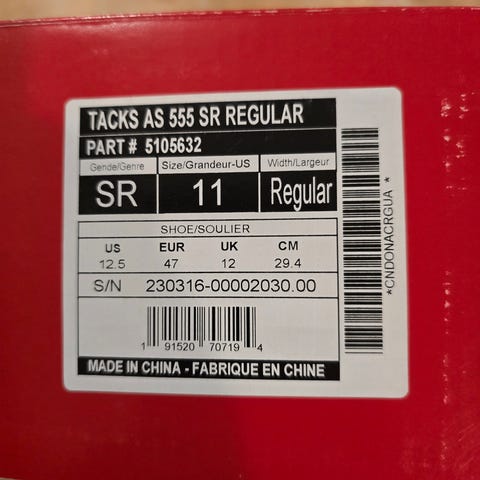 TACKS AS 555 SR REGULAR
PART # 5105632
Gende/Genre Size/Grandeur-US Width/Largeur
SR 11 Regular
SHOE/SOULIER
US EUR UK CM
12.5 47 12 29.4
S/N 230316-00002030.00
1 91520 70719 4
MADE IN CHINA - FABRIQUE EN CHINE
*CNDONACRGUA *